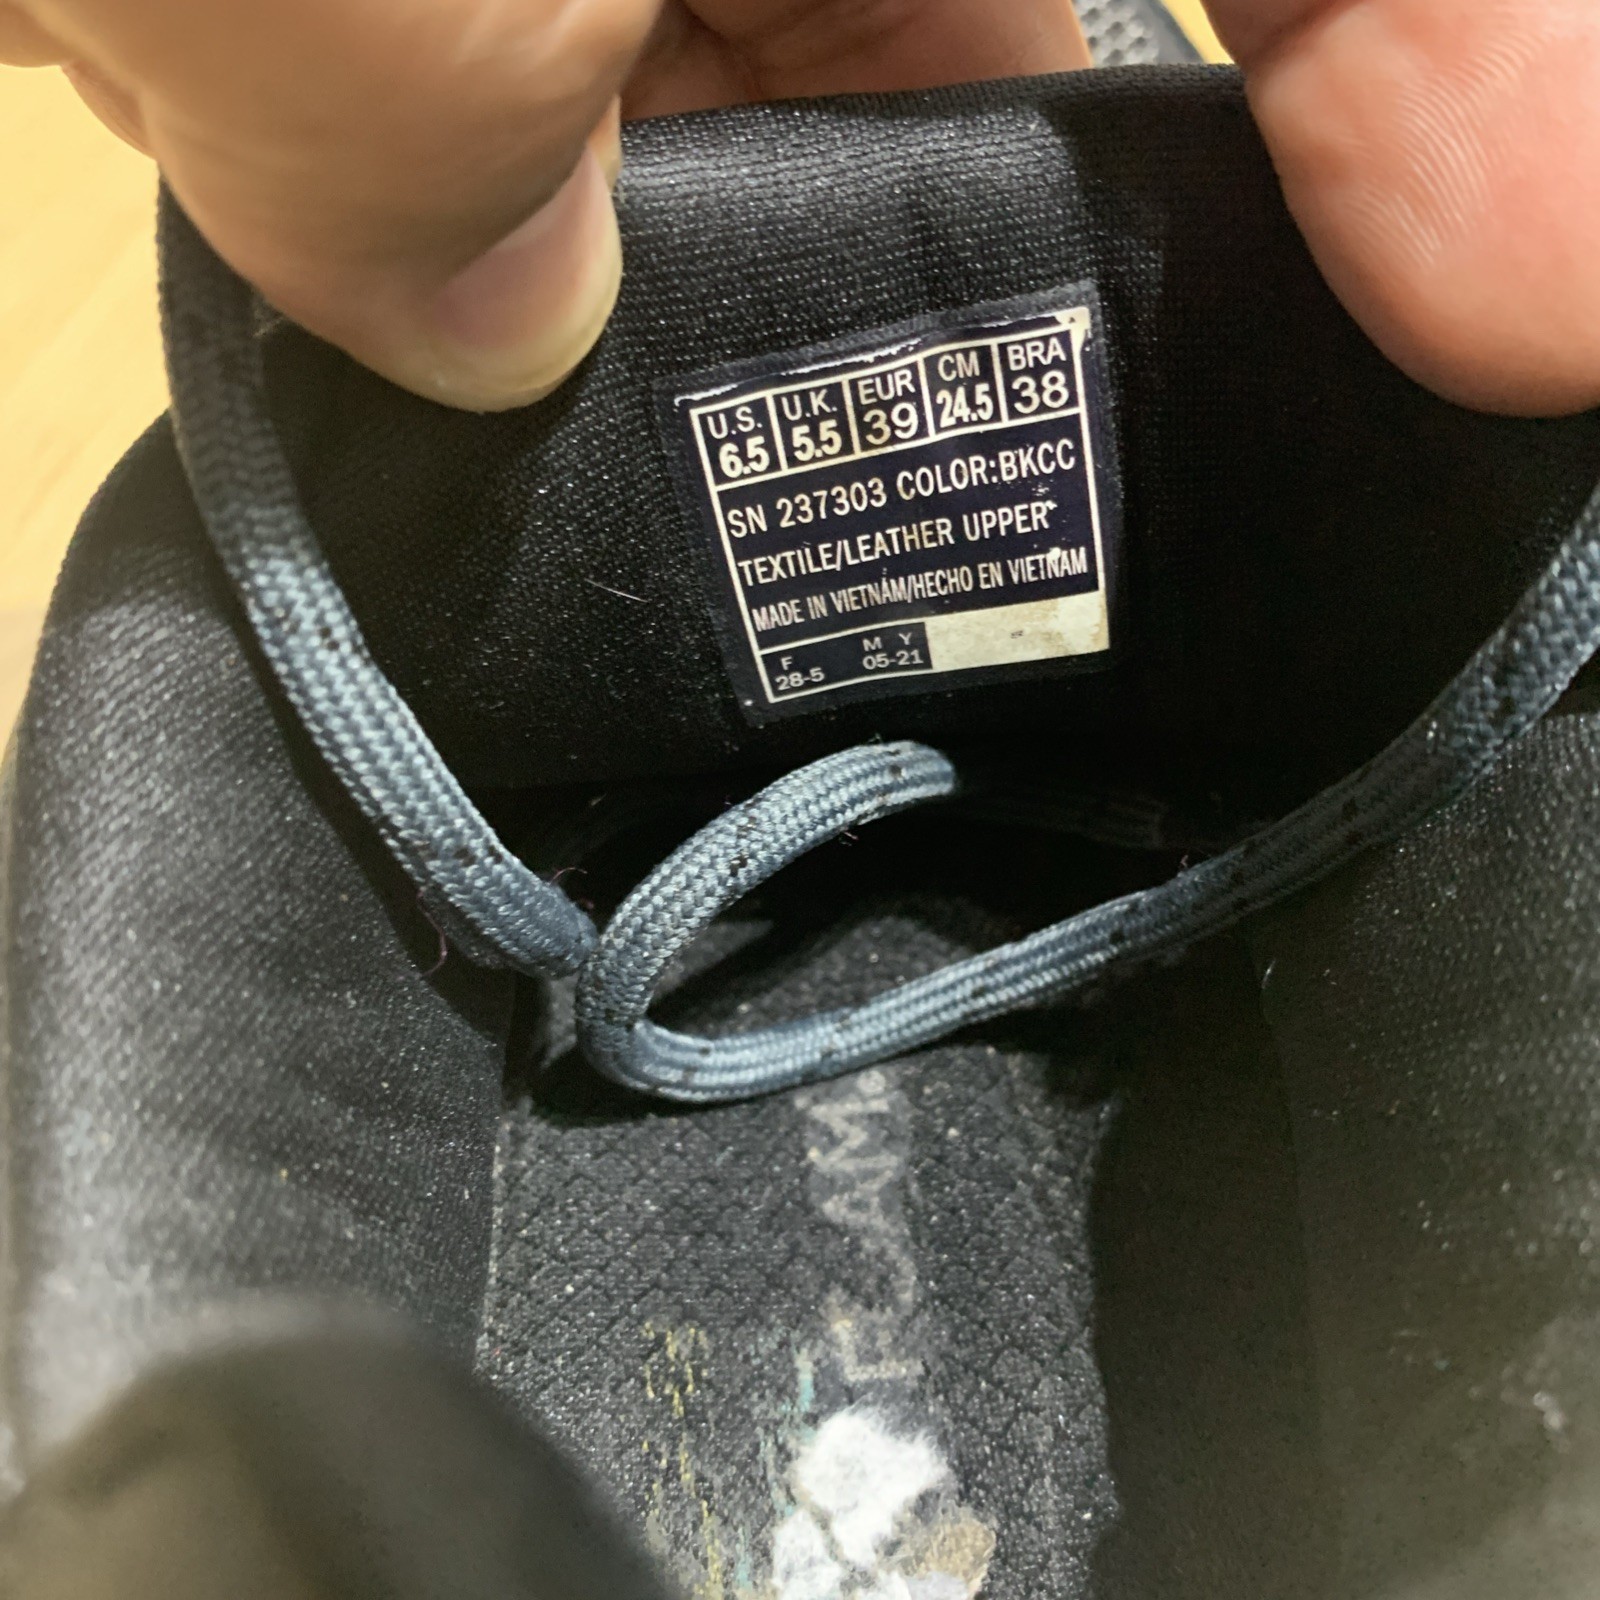 U.S. U.K. EUR CM BRA
6.5 5.5 39 24.5 38
SN 237303 COLOR:BKCC
TEXTILE/LEATHER UPPER
MADE IN VIETNAM/HECHO EN VIETNAM
F M Y
28-5 05-21